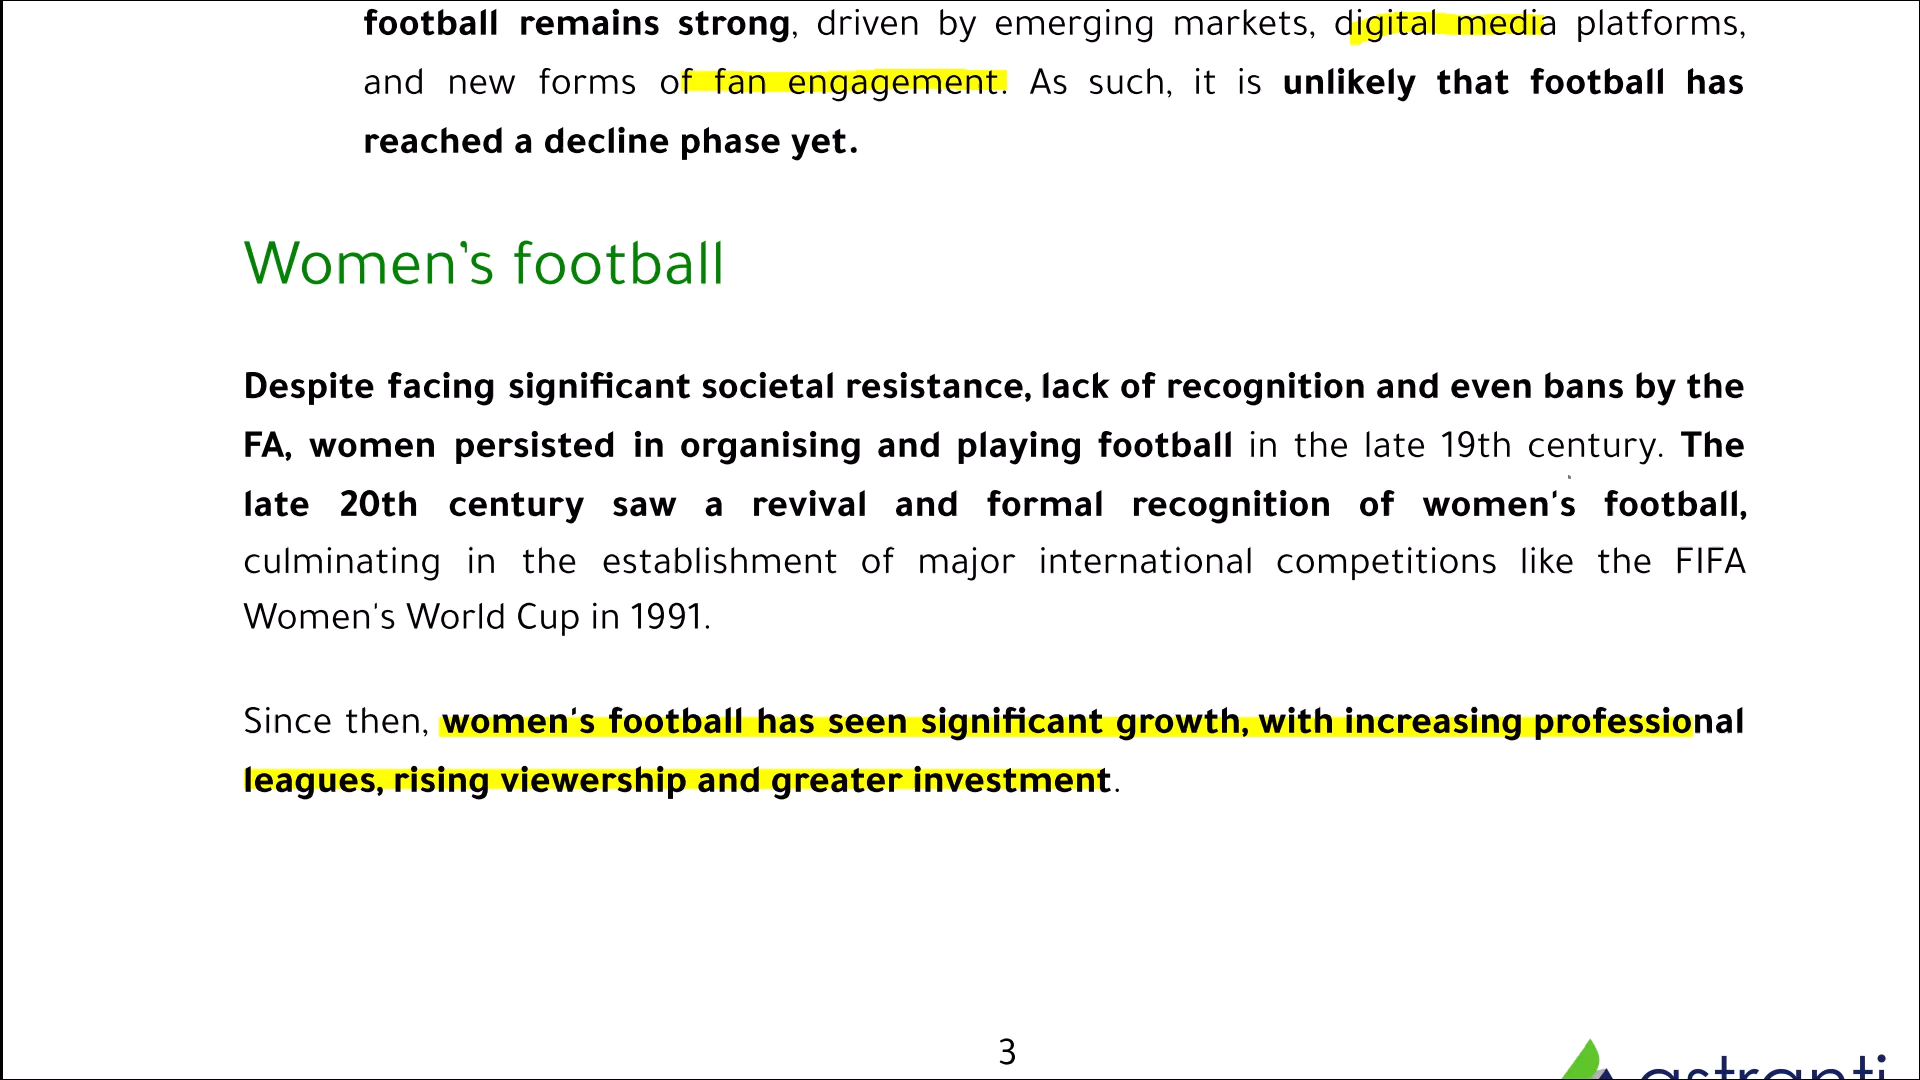 football remains strong, driven by emerging markets, digital media platforms,
and new forms of fan engagement. As such, it is unlikely that football has
reached a decline phase yet.
Women's football
Despite facing significant societal resistance, lack of recognition and even bans by the
FA, women persisted in organising and playing football in the late 19th century. The
late 20th century saw a revival and formal recognition of women's football,
culminating in the establishment of major international competitions like the FIFA
Women's World Cup in 1991.
Since then, women's football has seen significant growth, with increasing professional
leagues, rising viewership and greater investment.
3
astranti